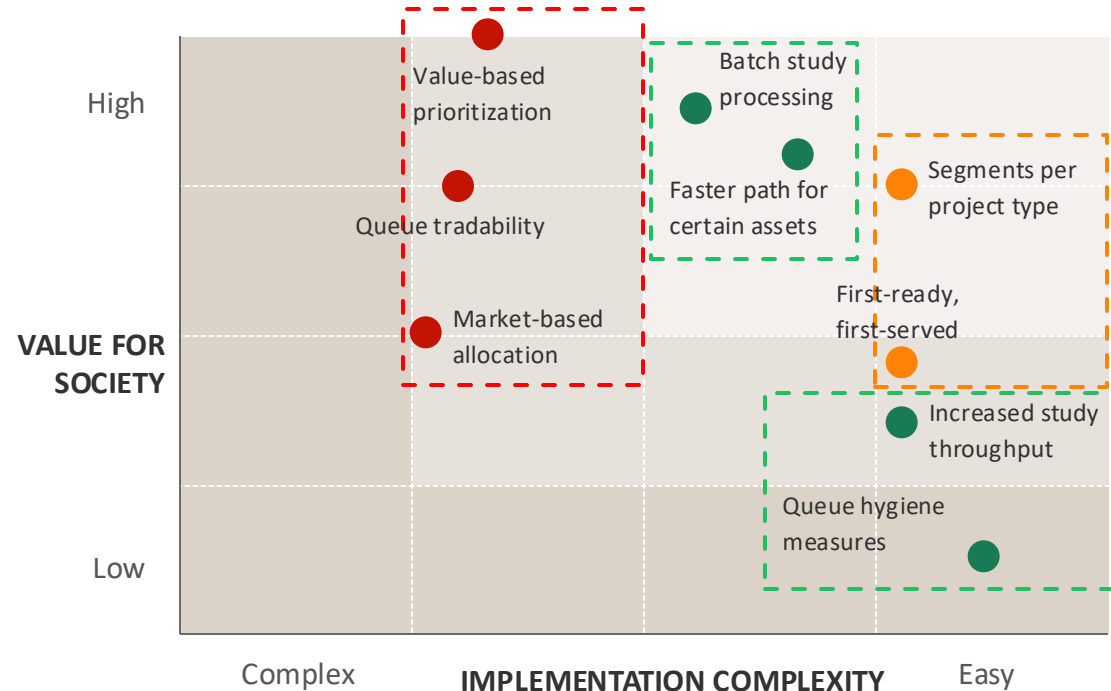 High
Value-based
prioritization
Batch study
processing
Segments per
project type
Faster path for
certain assets
Queue tradability
First-ready,
first-served
Market-based
allocation
VALUE FOR
SOCIETY
Increased study
throughput
Queue hygiene
measures
Low
Complex
IMPLEMENTATION COMPLEXITY
Easy